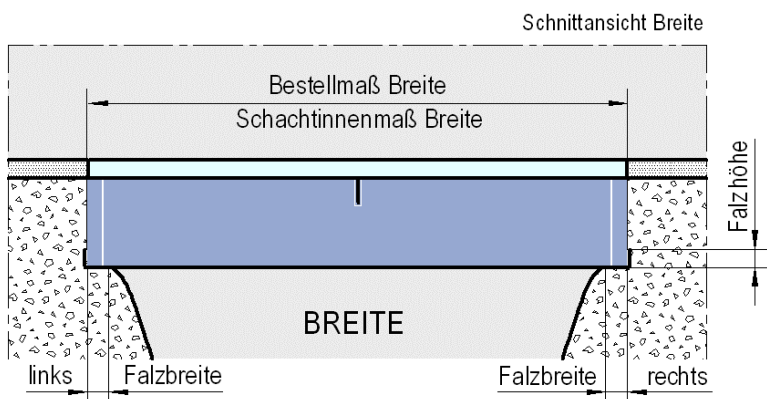 Schnittansicht Breite
Bestellmaß Breite
Schachtinnenmaß Breite
Falzhöhe
BREITE
links Falzbreite
Falzbreite rechts